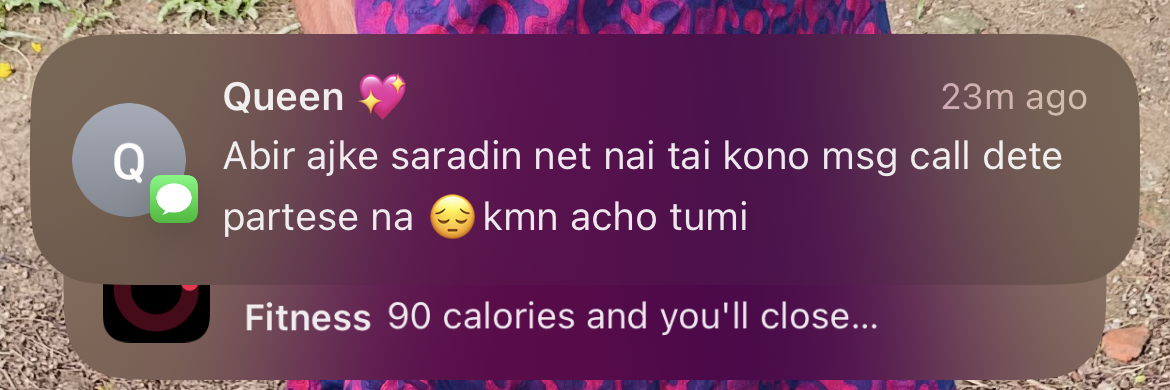 Queen 💖
23m ago
Q
Abir ajke saradin net nai tai kono msg call dete
partese na 😔 kmn acho tumi
Fitness 90 calories and you'll close...